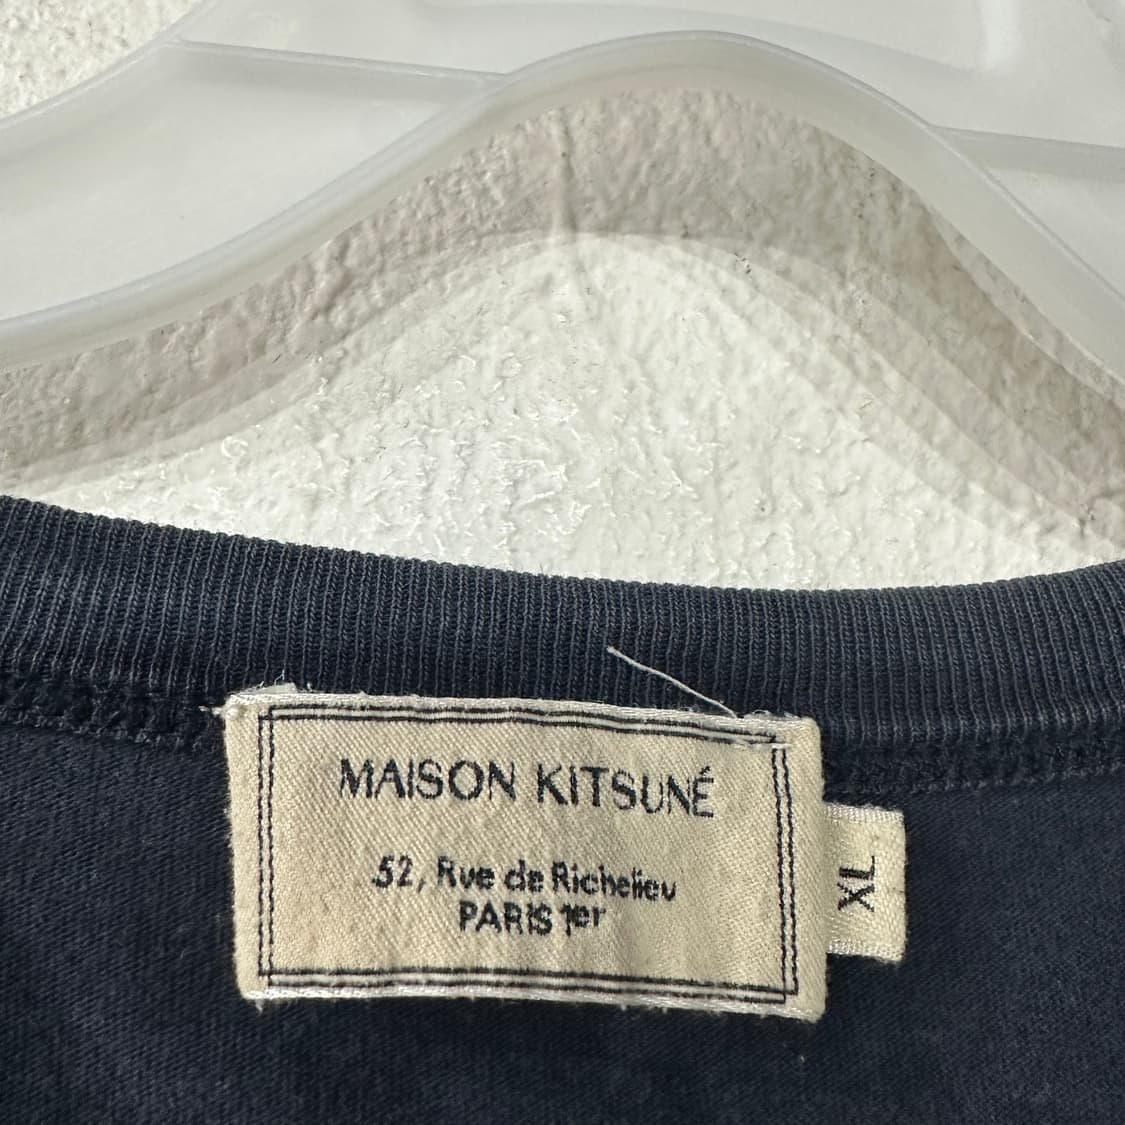 MAISON KITSUNÉ
52, Rue de Richelieu
PARIS 1er
XL